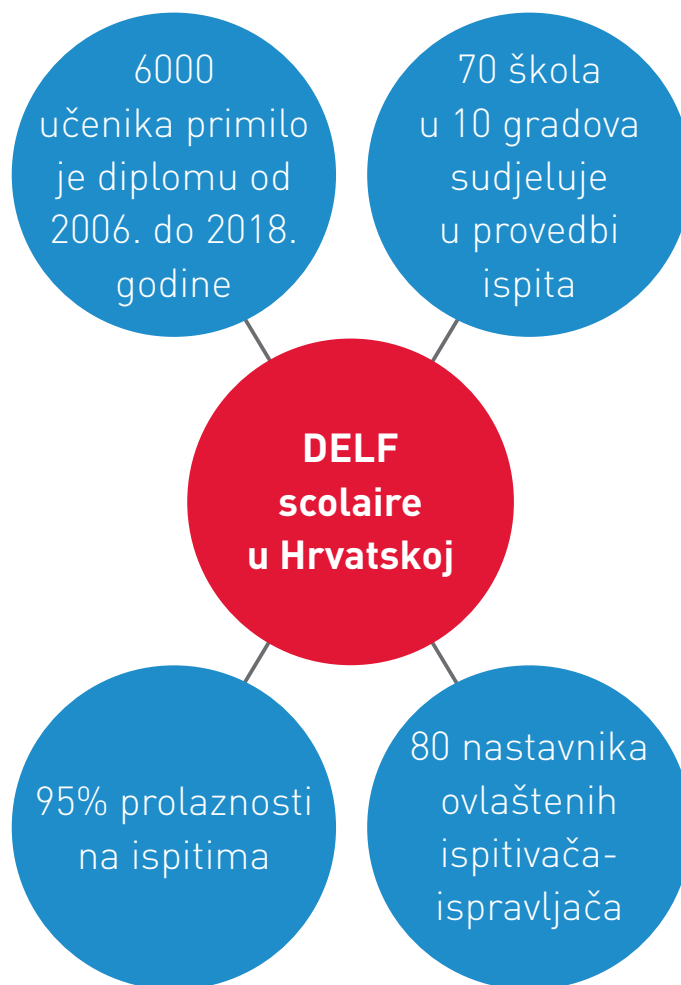 6000
učenika primilo
je diplomu od
2006. do 2018.
godine
70 škola
u 10 gradova
sudjeluje
u provedbi
ispita
DELF
scolaire
u Hrvatskoj
95% prolaznosti
na ispitima
80 nastavnika
ovlaštenih
ispitivača-
ispravljača